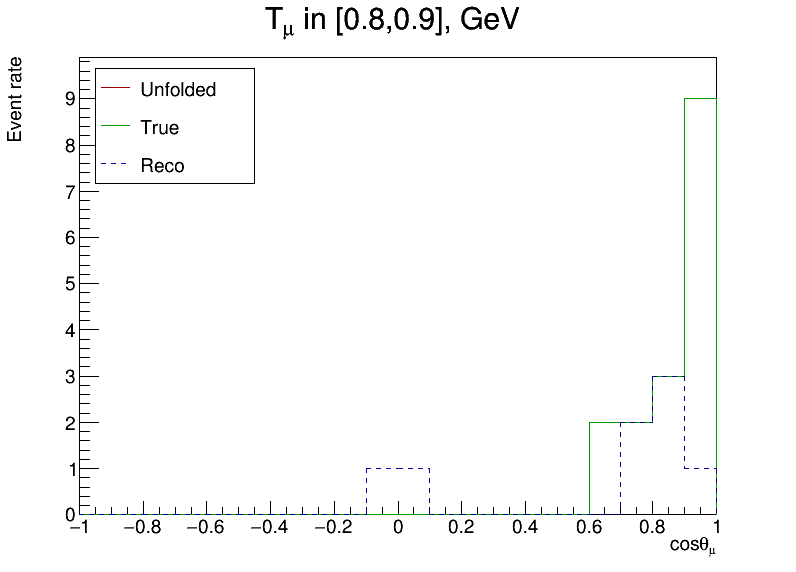 T_μ in [0.8,0.9], GeV
Event rate
Unfolded
True
Reco
9
8
7
6
5
4
3
2
1
0
−1 −0.8 −0.6 −0.4 −0.2 0 0.2 0.4 0.6 0.8 1
cosθ_μ